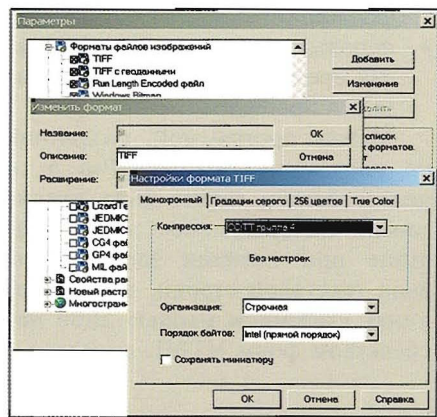 Параметры
Форматы файлов изображений
TIFF
TIFF с геоданными
Run Length Encoded файл
Windows Bitmap
Добавить
Изменение
список
форматов
Изменить формат
Название:
Описание: TIFF
Расширение:
OK
Отмена
JEDMICS
CG4 фай
GP4 фай
MIL фай
Свойства ра
Новый растр
Многостран
Настройки формата TIFF
Монохромный
Градации серого
256 цветов
True Color
Компрессия: CCITT группа 4
Без настроек
Организация: Строчная
Порядок байтов: Intel (прямой порядок)
Сохранять миниатюру
OK
Отмена
Справка